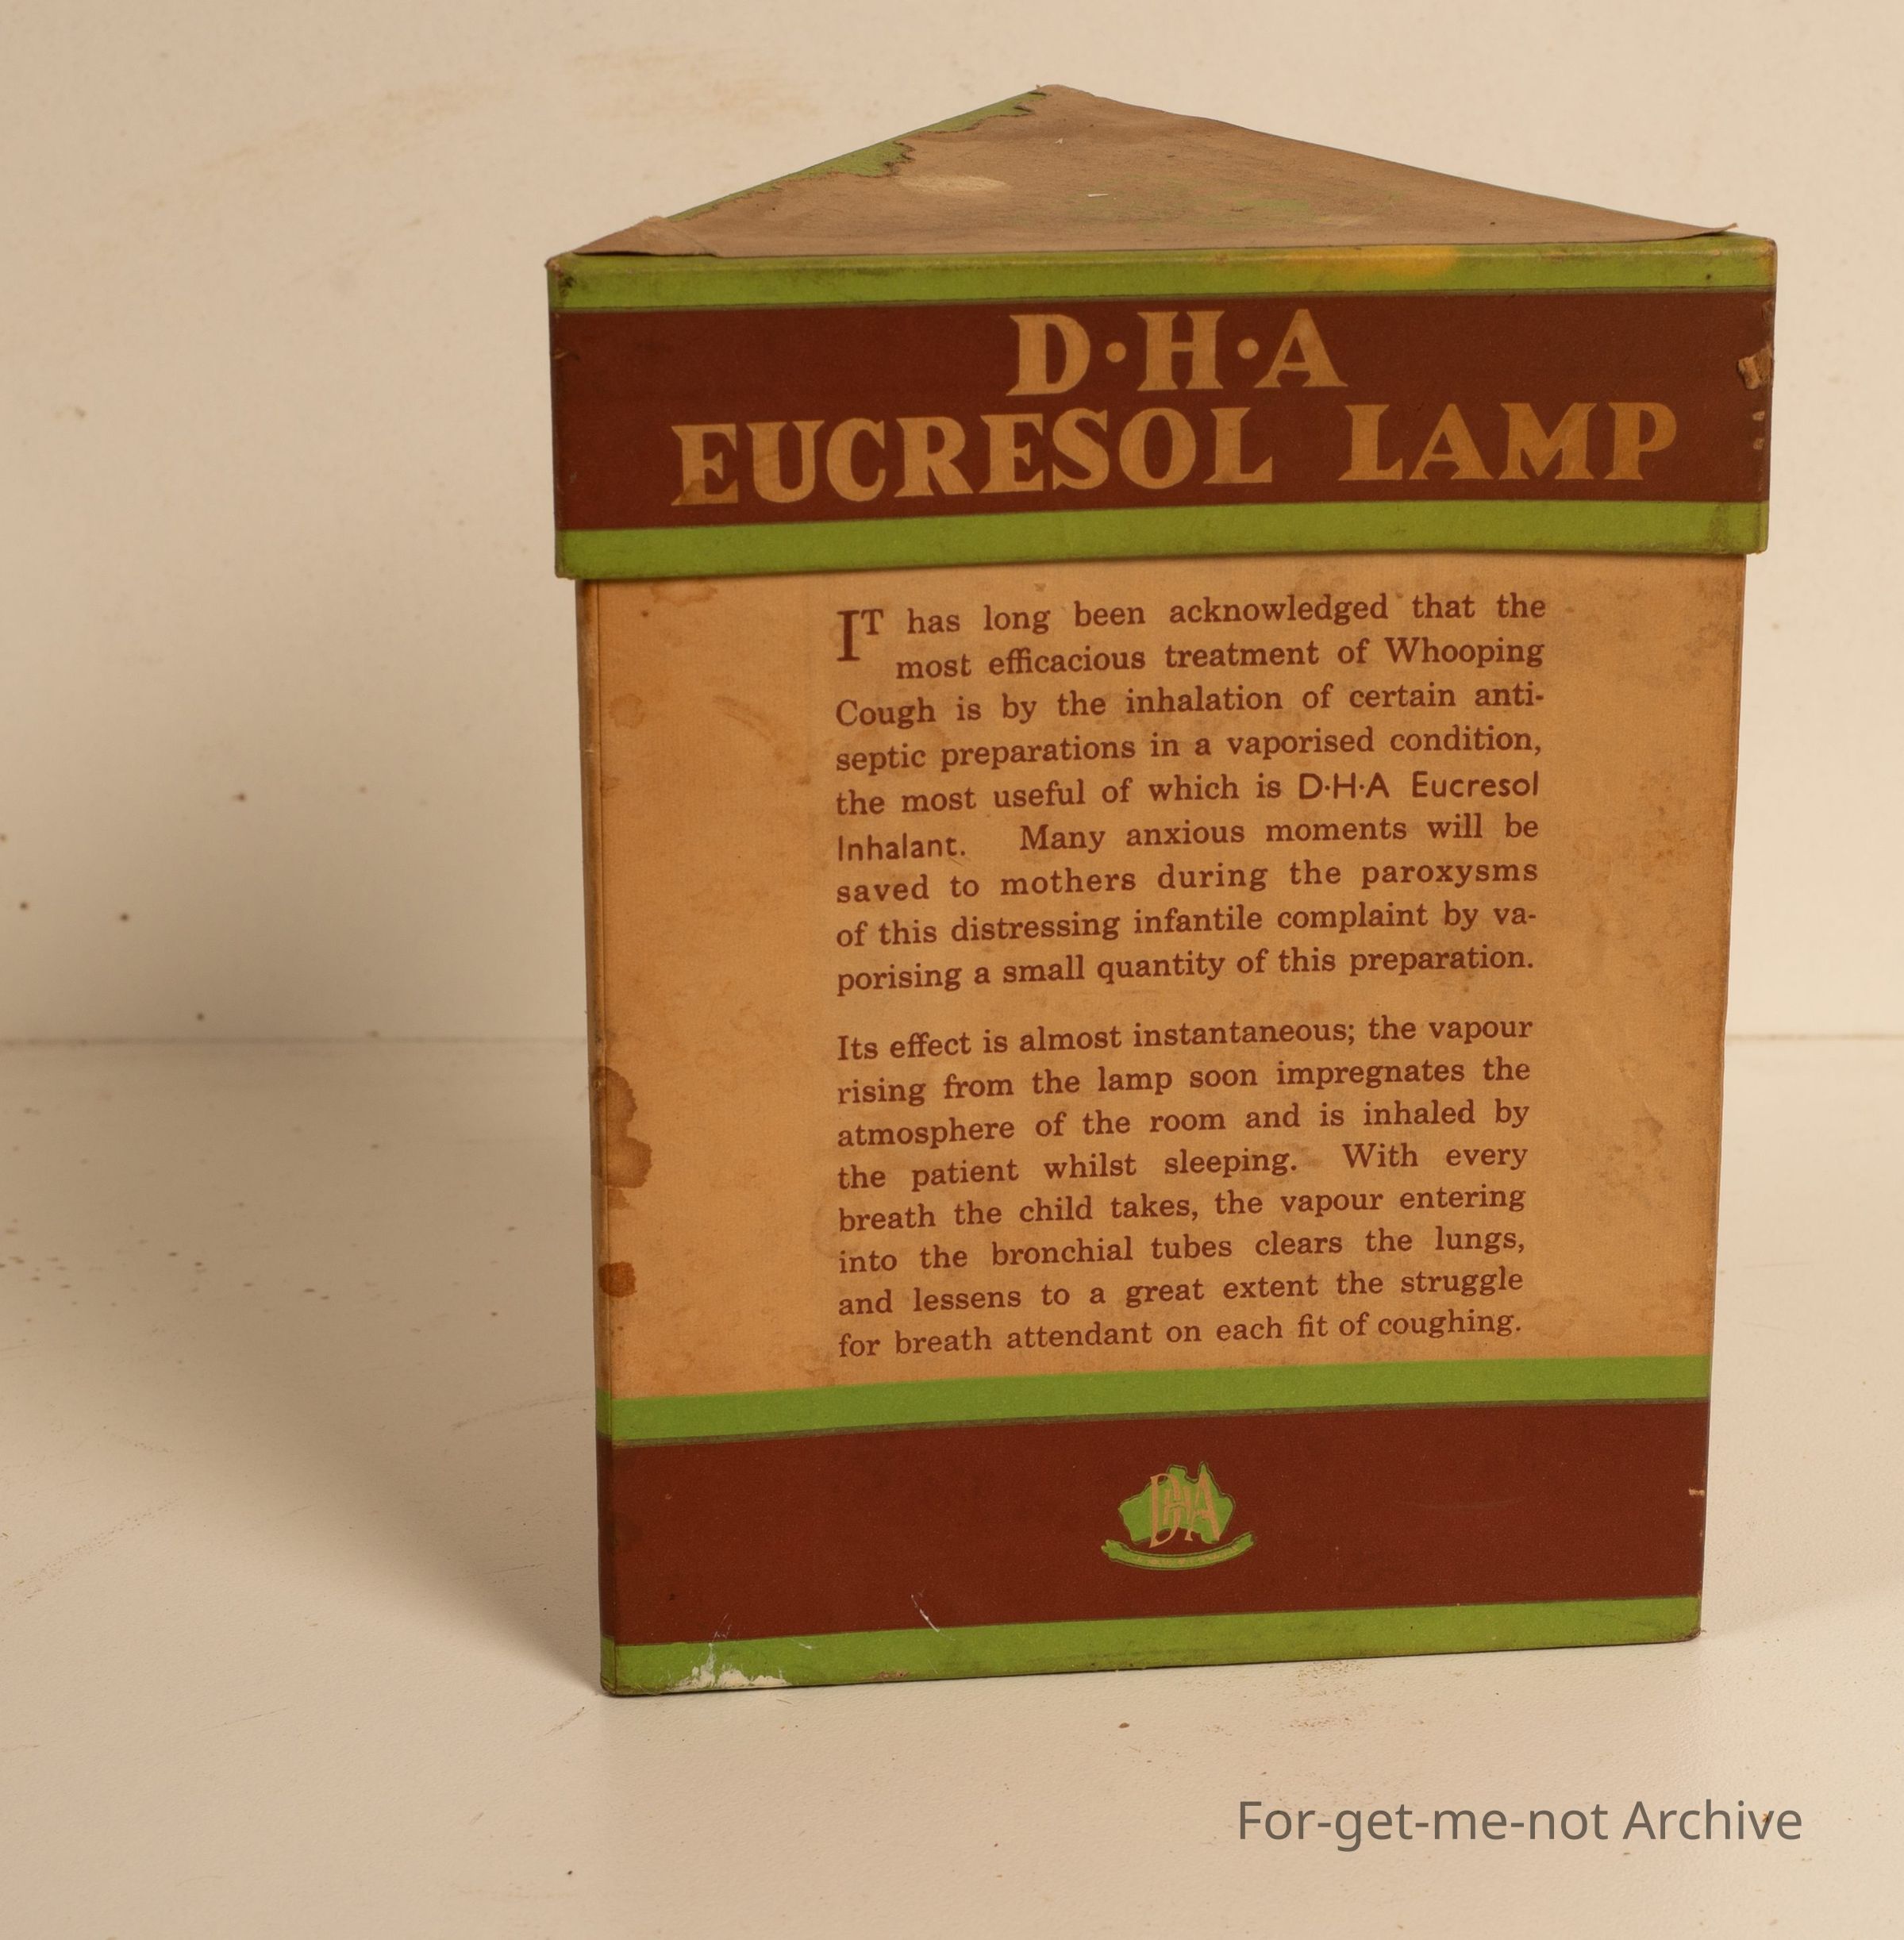 D·H·A
EUCRESOL LAMP
IT has long been acknowledged that the
most efficacious treatment of Whooping
Cough is by the inhalation of certain anti-
septic preparations in a vaporised condition,
the most useful of which is D·H·A Eucresol
Inhalant. Many anxious moments will be
saved to mothers during the paroxysms
of this distressing infantile complaint by va-
porising a small quantity of this preparation.
Its effect is almost instantaneous; the vapour
rising from the lamp soon impregnates the
atmosphere of the room and is inhaled by
the patient whilst sleeping. With every
breath the child takes, the vapour entering
into the bronchial tubes clears the lungs,
and lessens to a great extent the struggle
for breath attendant on each fit of coughing.
DHA
For-get-me-not Archive